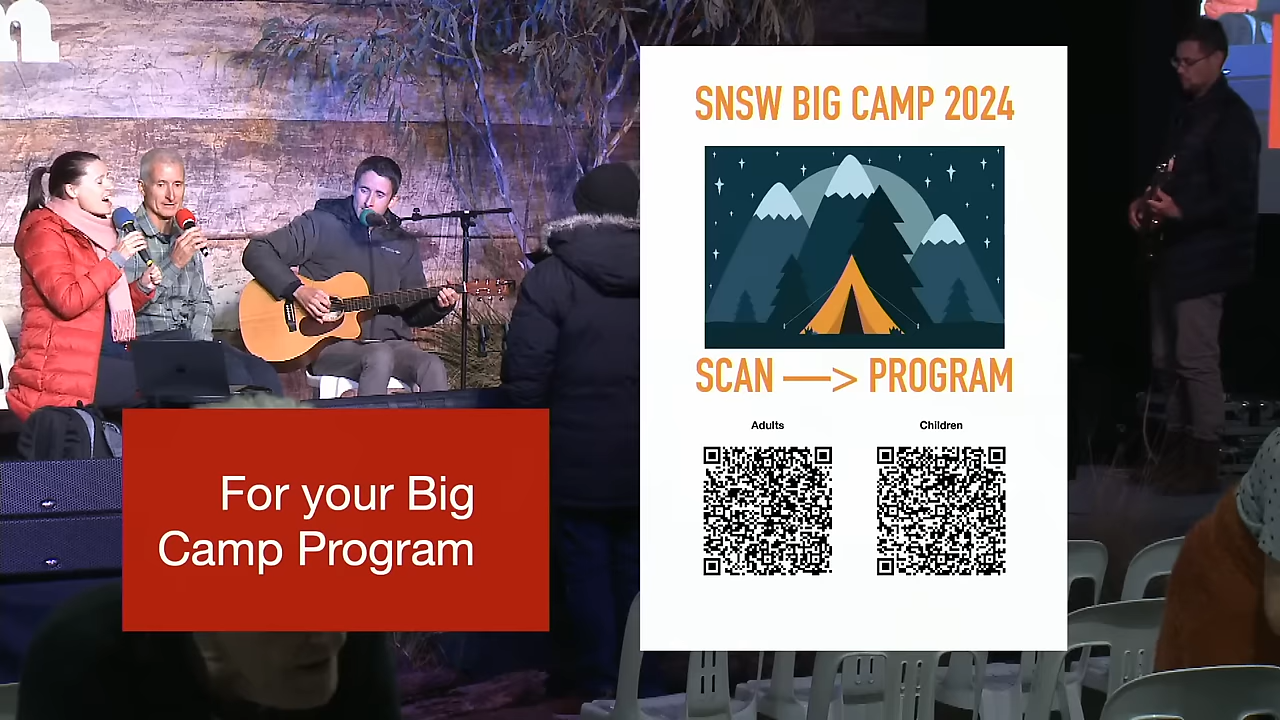 SNSW BIG CAMP 2024
SCAN —> PROGRAM
Adults
Children
For your Big
Camp Program